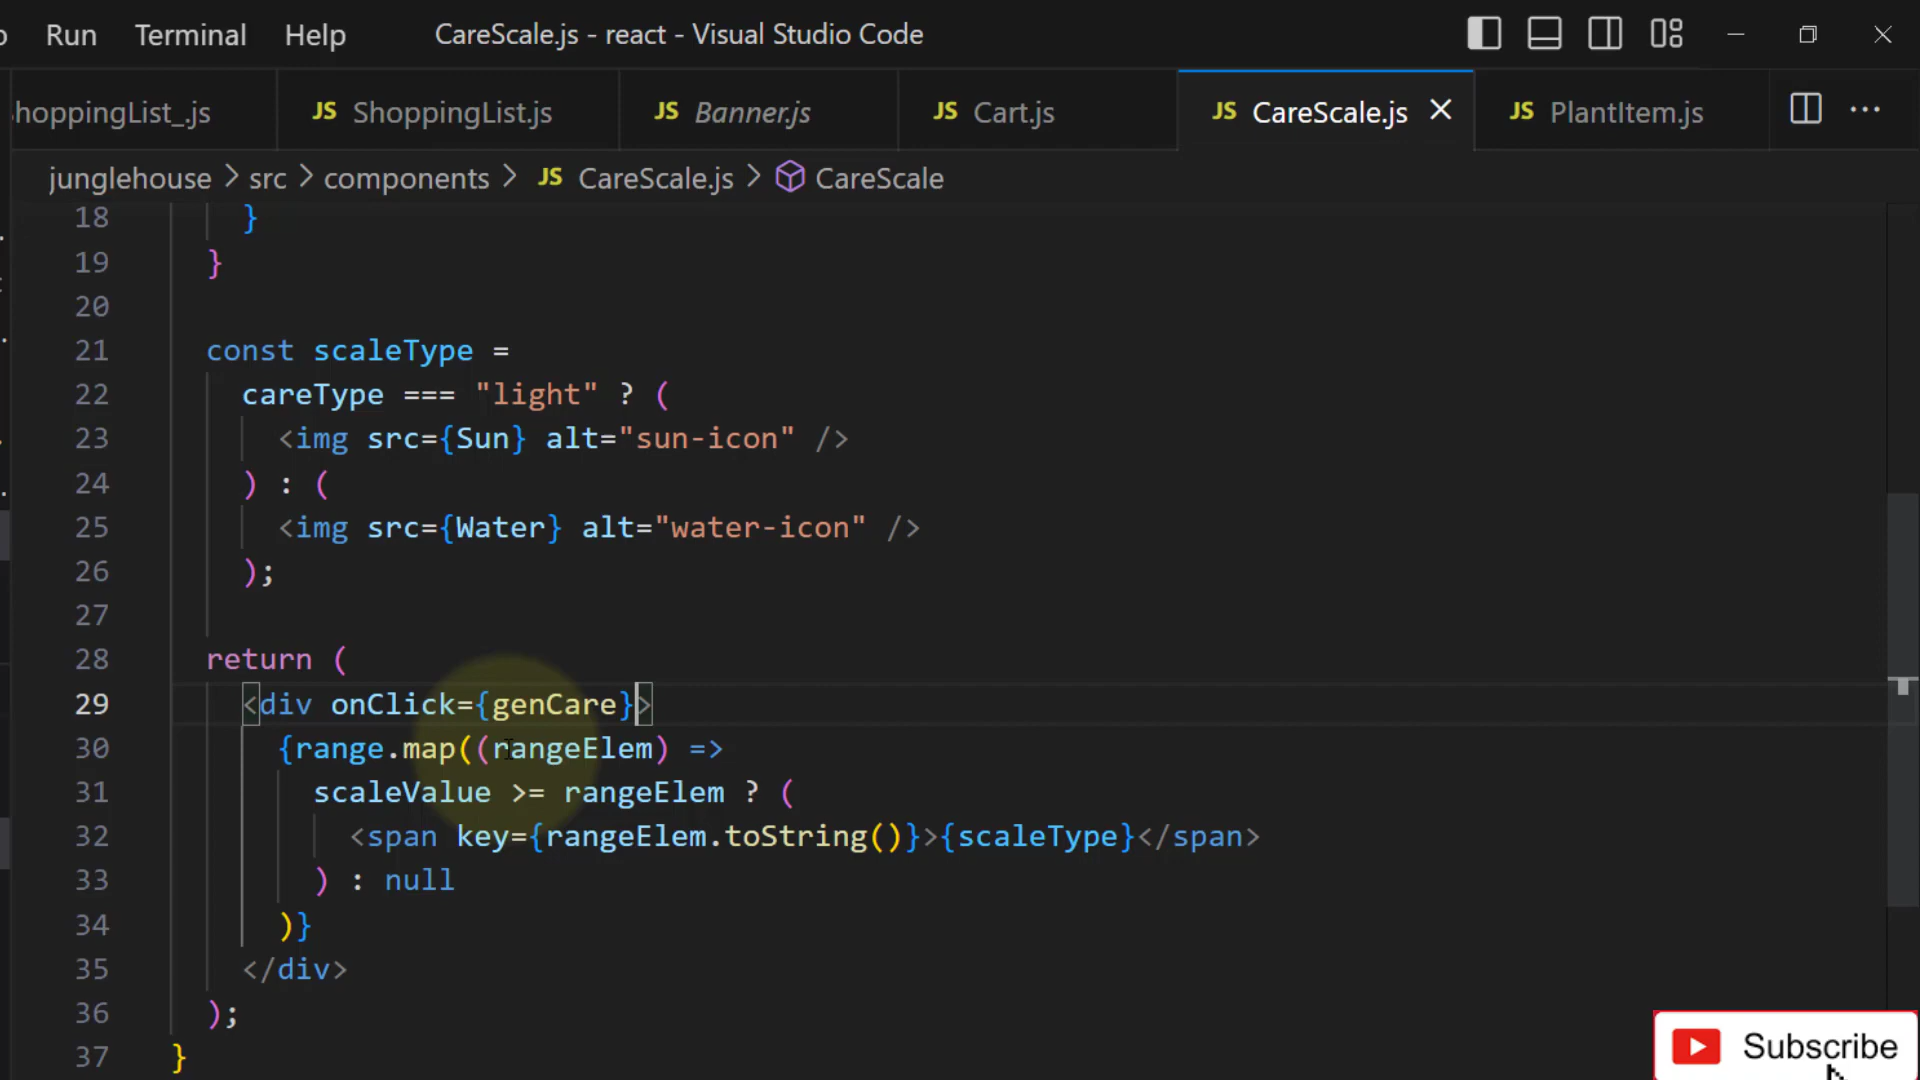 Run Terminal Help CareScale.js - react - Visual Studio Code
hoppingList_.js JS ShoppingList.js JS Banner.js JS Cart.js JS CareScale.js JS PlantItem.js
junglehouse > src > components > JS CareScale.js > CareScale
18 }
19 }
20
21 const scaleType =
22 careType === "light" ? (
23 <img src={Sun} alt="sun-icon" />
24 ) : (
25 <img src={Water} alt="water-icon" />
26 );
27
28 return (
29 <div onClick={genCare}>
30 {range.map((rangeElem) =>
31 scaleValue >= rangeElem ? (
32 <span key={rangeElem.toString()}>{scaleType}</span>
33 ) : null
34 )}
35 </div>
36 );
37 }
Subscribe